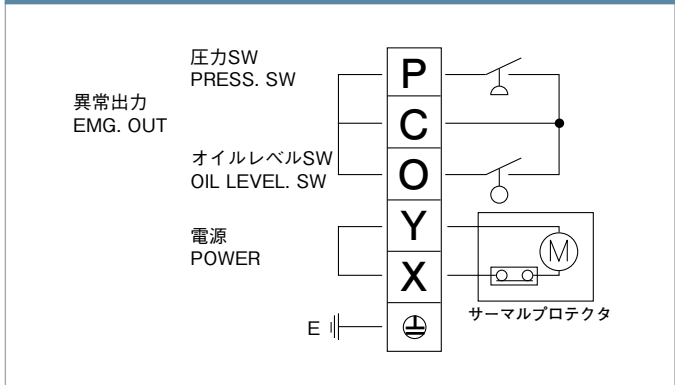 圧力SW
PRESS. SW
異常出力
EMG. OUT
オイルレベルSW
OIL LEVEL. SW
電源
POWER
E
P
C
O
Y
X
M
サーマルプロテクタ